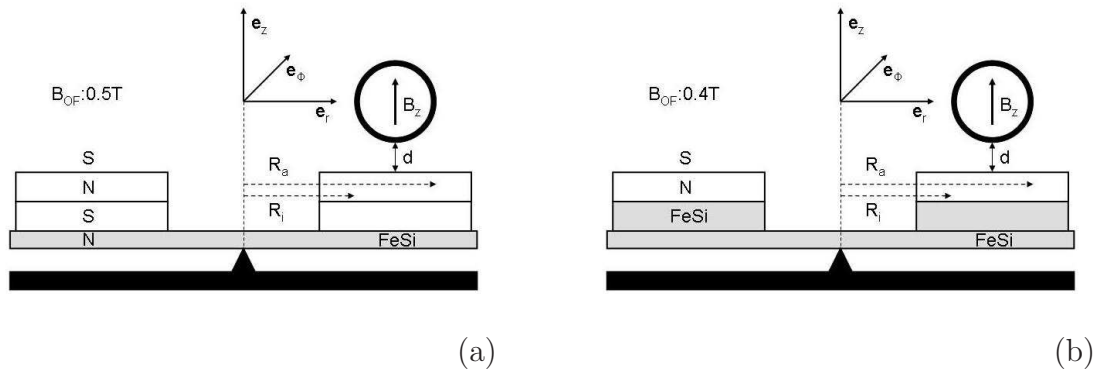 e_z
e_Φ
B_OF:0.5T
B_z
e_r
S
d
N
R_a
S
R_i
N
FeSi
(a)
e_z
e_Φ
B_OF:0.4T
B_z
e_r
S
d
N
R_a
FeSi
R_i
FeSi
(b)